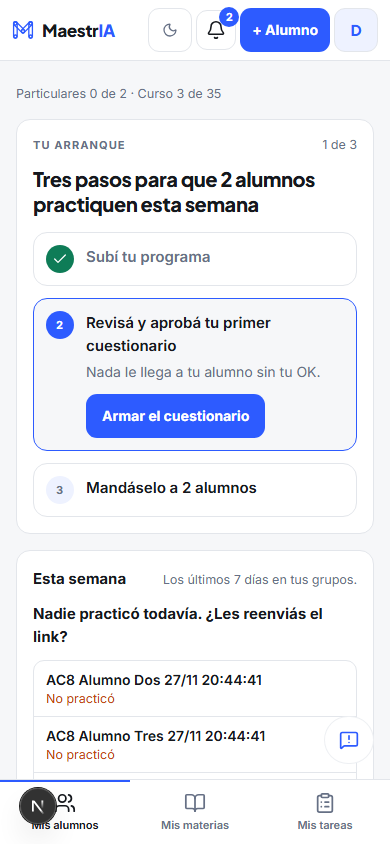 MaestrIA
2
+ Alumno
D
Particulares 0 de 2 · Curso 3 de 35
TU ARRANQUE
1 de 3
Tres pasos para que 2 alumnos
practiquen esta semana
Subí tu programa
2
Revisá y aprobá tu primer
cuestionario
Nada le llega a tu alumno sin tu OK.
Armar el cuestionario
3
Mandáselo a 2 alumnos
Esta semana
Los últimos 7 días en tus grupos.
Nadie practicó todavía. ¿Les reenviás el
link?
AC8 Alumno Dos 27/11 20:44:41
No practicó
AC8 Alumno Tres 27/11 20:44:41
No practicó
N
Mis alumnos
Mis materias
Mis tareas